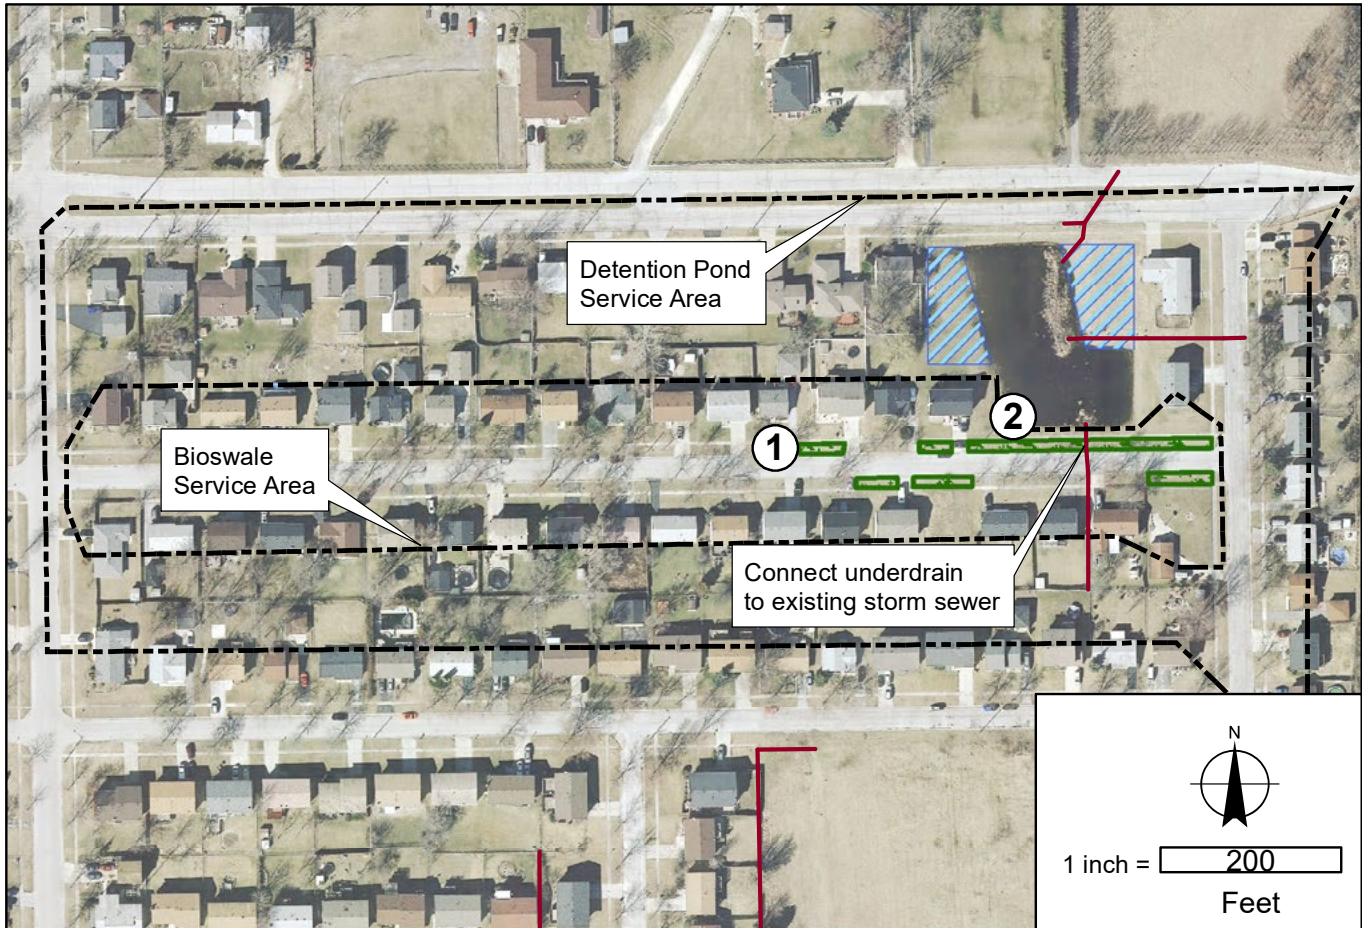 Detention Pond
Service Area
2
1
Bioswale
Service Area
Connect underdrain
to existing storm sewer
N
1 inch =
200
Feet